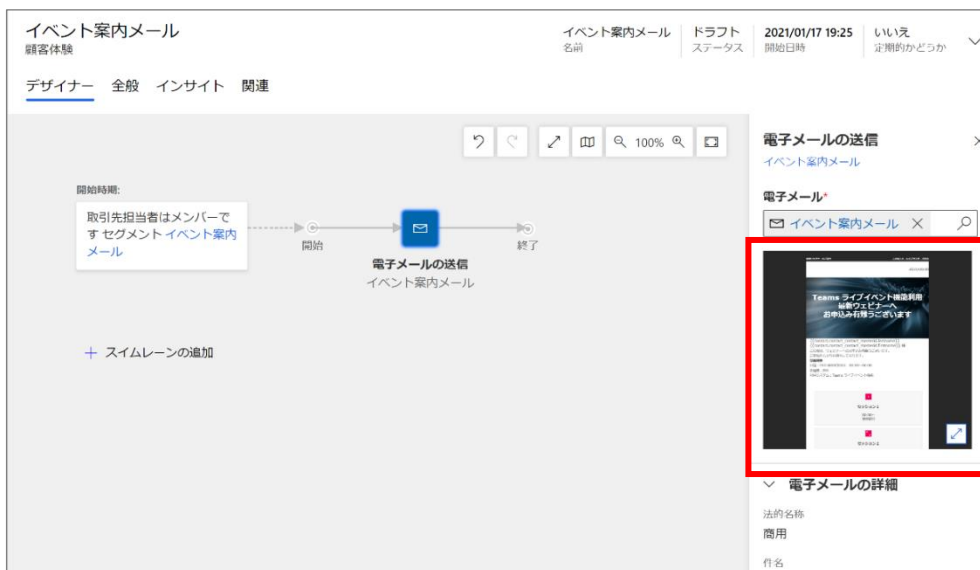 イベント案内メール
顧客体験
イベント案内メール
名前
ドラフト
ステータス
2021/01/17 19:25
開始日時
いいえ
定期的かどうか
デザイナー 全般 インサイト 関連
100%
開始時期:
取引先担当者はメンバーで
す セグメント イベント案内
メール
開始
電子メールの送信
イベント案内メール
終了
+ スイムレーンの追加
電子メールの送信
イベント案内メール
電子メール*
イベント案内メール
Teams ライブイベント機能利用
最新ウェビナーへ
お申込み有難うございます
電子メールの詳細
法的名称
商用
件名